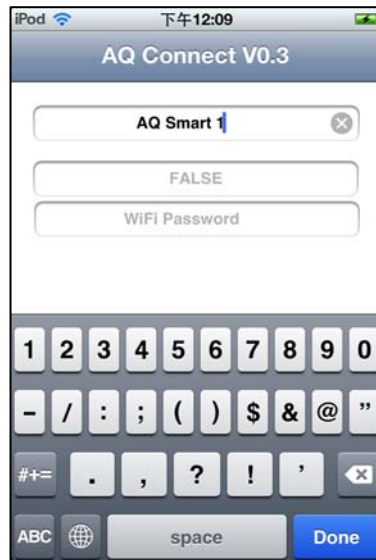 iPod 下午12:09
AQ Connect V0.3
AQ Smart 1
FALSE
WiFi Password
1 2 3 4 5 6 7 8 9 0
- / : ; ( ) $ & @ "
#+= . , ? ! '
ABC space Done